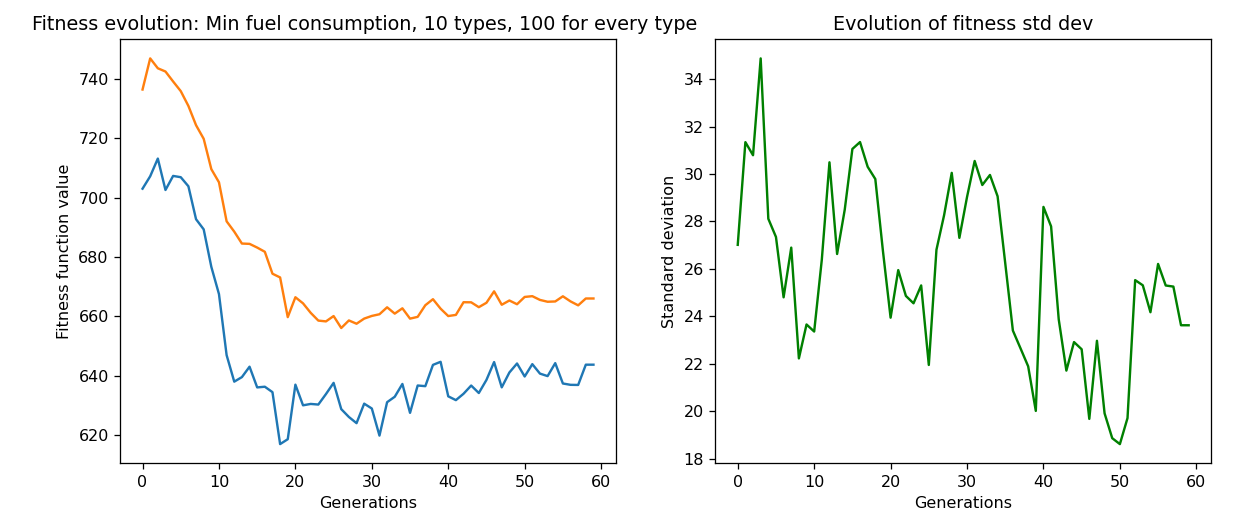 Fitness evolution: Min fuel consumption, 10 types, 100 for every type
Fitness function value
740
720
700
680
660
640
620
0 10 20 30 40 50 60
Generations
Evolution of fitness std dev
Standard deviation
34
32
30
28
26
24
22
20
18
0 10 20 30 40 50 60
Generations